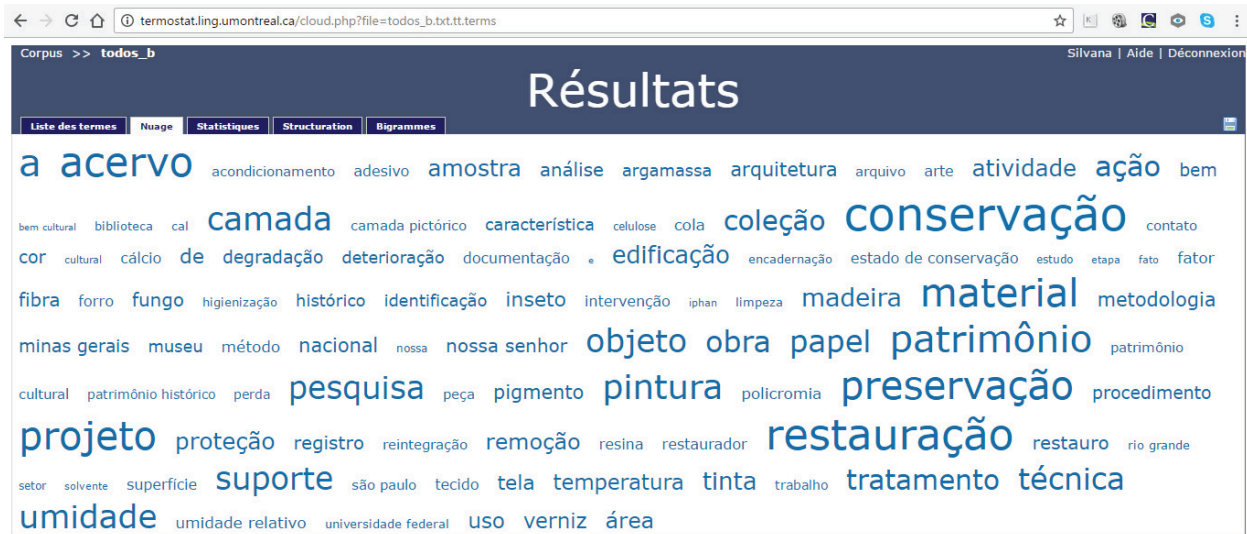 termostat.ling.umontreal.ca/cloud.php?file=todos_b.txt.tt.terms
Corpus >> todos_b Silvana | Aide | Déconnexion
Résultats
Liste des termes Nuage Statistiques Structuration Bigrammes
a acervo acondicionamento adesivo amostra análise argamassa arquitetura arquivo arte atividade ação bem
bem cultural biblioteca cal camada camada pictórico característica celulose cola coleção conservação contato
cor cultural cálcio de degradação deterioração documentação e edificação encadernação estado de conservação estudo etapa fato fator
fibra forro fungo higienização histórico identificação inseto intervenção iphan limpeza madeira material metodologia
minas gerais museu método nacional nossa nossa senhor objeto obra papel patrimônio patrimônio
cultural patrimônio histórico perda pesquisa peça pigmento pintura policromia preservação procedimento
projeto proteção registro reintegração remoção resina restaurador restauração restauro rio grande
setor solvente superfície suporte são paulo tecido tela temperatura tinta trabalho tratamento técnica
umidade umidade relativo universidade federal uso verniz área